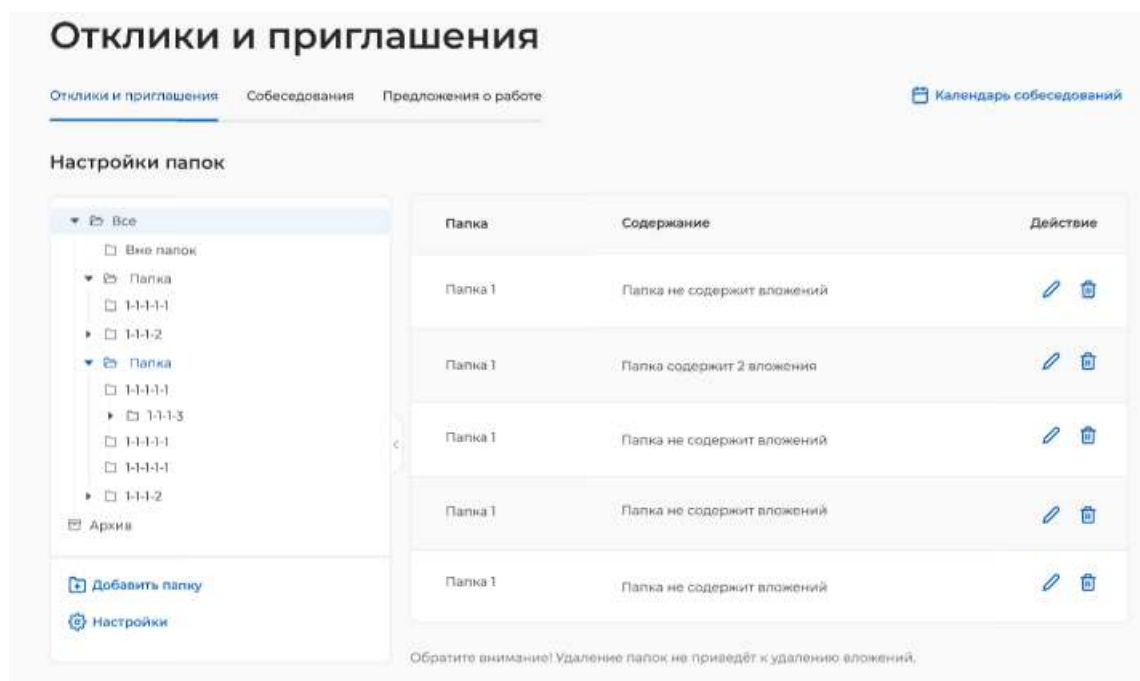 Отклики и приглашения
Отклики и приглашения Собеседования Предложения о работе Календарь собеседований
Настройки папок
Все
Вне папок
Папка
1-1-1-1-1
1-1-1-2
Папка
1-1-1-1-1
1-1-1-3
1-1-1-1-1
1-1-1-1-1
1-1-1-2
Архив
Добавить папку
Настройки
Папка Содержание Действие
Папка 1 Папка не содержит вложений
Папка 1 Папка содержит 2 вложения
Папка 1 Папка не содержит вложений
Папка 1 Папка не содержит вложений
Папка 1 Папка не содержит вложений
Обратите внимание! Удаление папок не приведёт к удалению вложений.